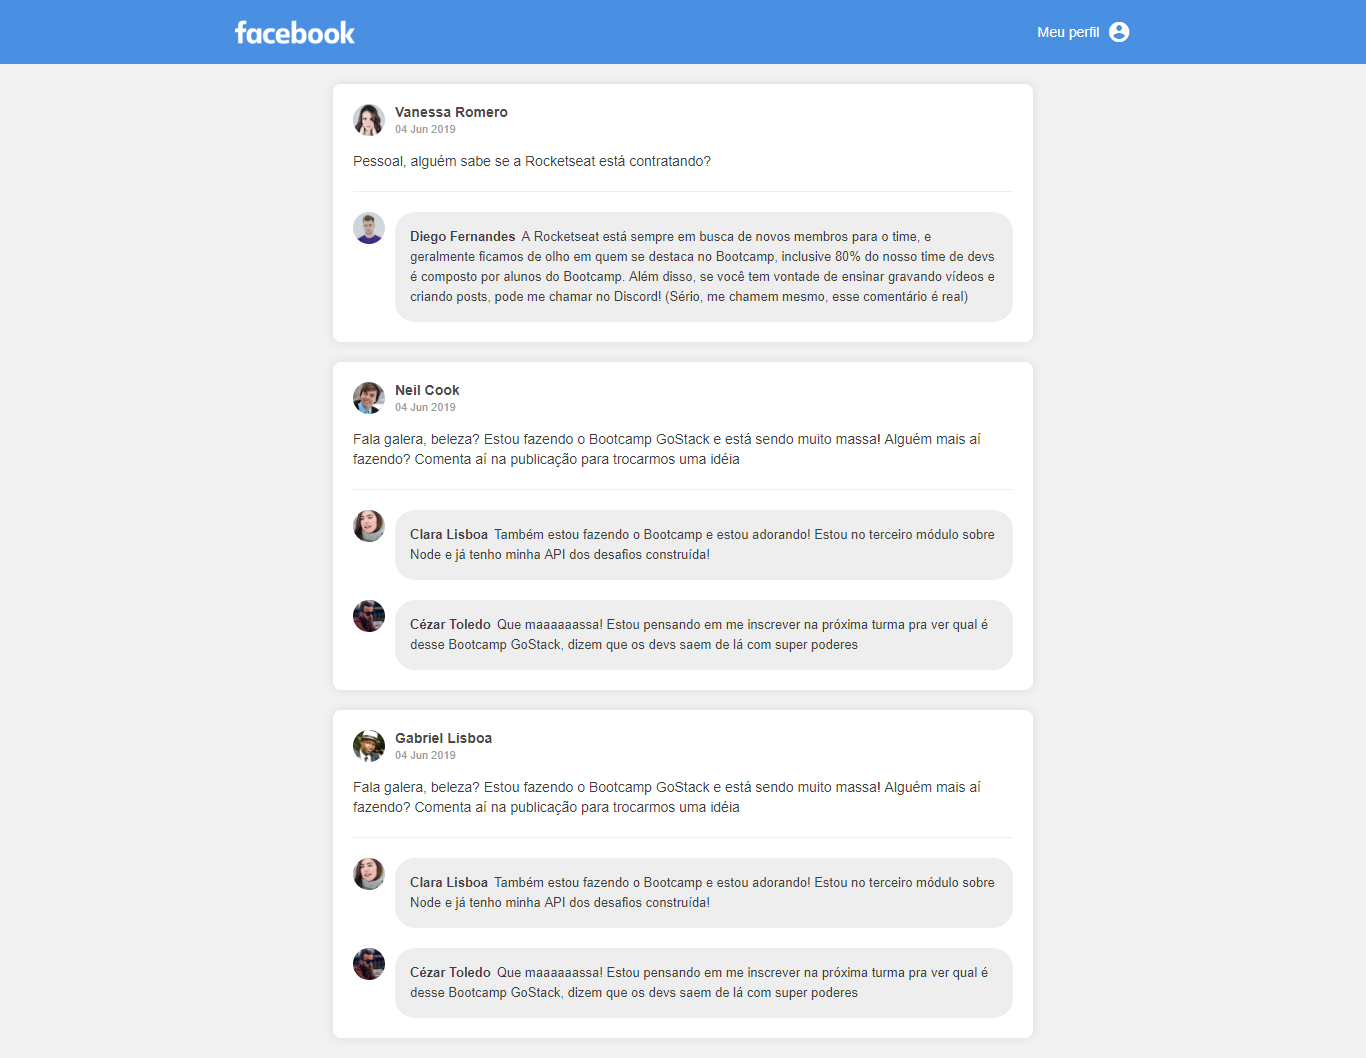 facebook
Meu perfil
Vanessa Romero
04 Jun 2019
Pessoal, alguém sabe se a Rocketseat está contratando?
Diego Fernandes A Rocketseat está sempre em busca de novos membros para o time, e
geralmente ficamos de olho em quem se destaca no Bootcamp, inclusive 80% do nosso time de devs
é composto por alunos do Bootcamp. Além disso, se você tem vontade de ensinar gravando vídeos e
criando posts, pode me chamar no Discord! (Sério, me chamem mesmo, esse comentário é real)
Neil Cook
04 Jun 2019
Fala galera, beleza? Estou fazendo o Bootcamp GoStack e está sendo muito massa! Alguém mais aí
fazendo? Comenta aí na publicação para trocarmos uma idéia
Clara Lisboa Também estou fazendo o Bootcamp e estou adorando! Estou no terceiro módulo sobre
Node e já tenho minha API dos desafios construída!
Cézar Toledo Que maaaaaassa! Estou pensando em me inscrever na próxima turma pra ver qual é
desse Bootcamp GoStack, dizem que os devs saem de lá com super poderes
Gabriel Lisboa
04 Jun 2019
Fala galera, beleza? Estou fazendo o Bootcamp GoStack e está sendo muito massa! Alguém mais aí
fazendo? Comenta aí na publicação para trocarmos uma idéia
Clara Lisboa Também estou fazendo o Bootcamp e estou adorando! Estou no terceiro módulo sobre
Node e já tenho minha API dos desafios construída!
Cézar Toledo Que maaaaaassa! Estou pensando em me inscrever na próxima turma pra ver qual é
desse Bootcamp GoStack, dizem que os devs saem de lá com super poderes